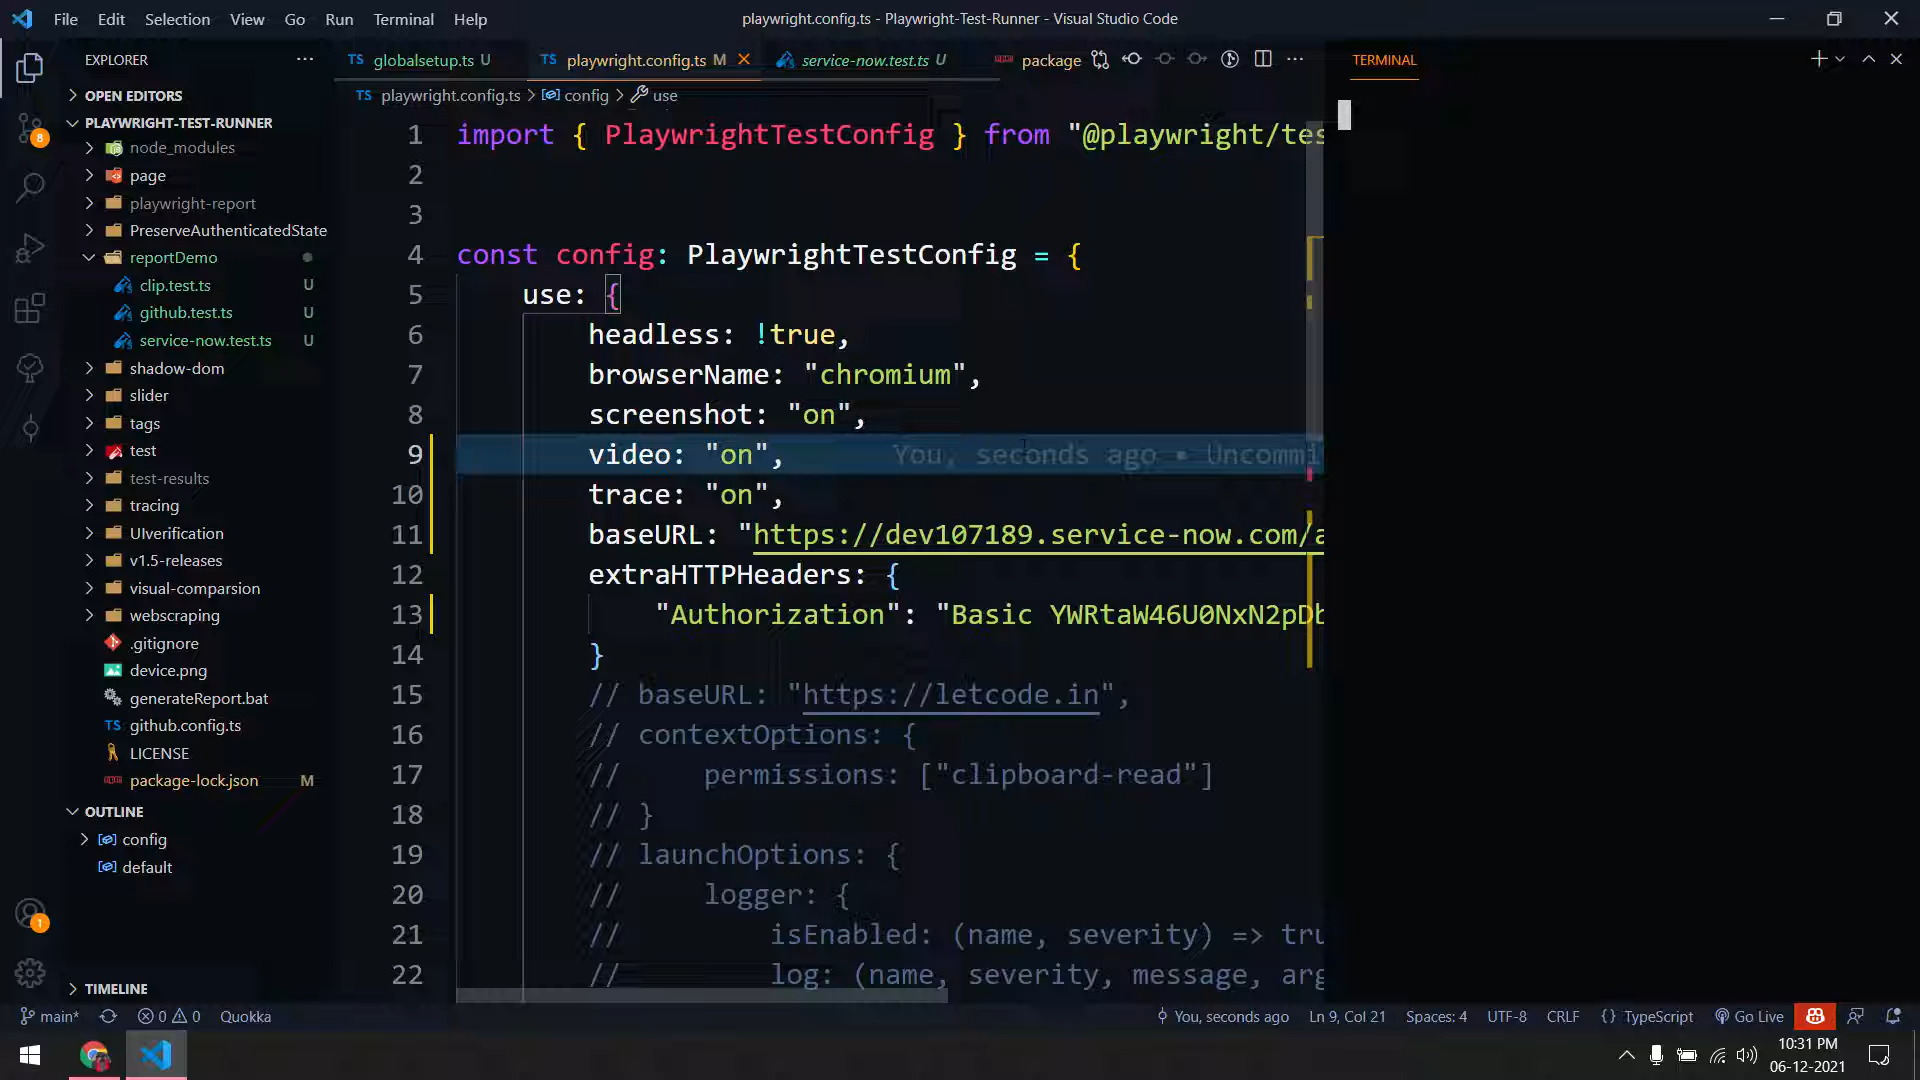 File Edit Selection View Go Run Terminal Help
playwright.config.ts - Playwright-Test-Runner - Visual Studio Code
EXPLORER
OPEN EDITORS
PLAYWRIGHT-TEST-RUNNER
node_modules
page
playwright-report
PreserveAuthenticatedState
reportDemo
clip.test.ts U
github.test.ts U
service-now.test.ts U
shadow-dom
slider
tags
test
test-results
tracing
UIverification
v1.5-releases
visual-comparsion
webscraping
.gitignore
device.png
generateReport.bat
TS github.config.ts
LICENSE
package-lock.json M
OUTLINE
config
default
TIMELINE
8
1
TS globalsetup.ts U
TS playwright.config.ts M
service-now.test.ts U
package
TS playwright.config.ts > config > use
1 import { PlaywrightTestConfig } from "@playwright/tes
2
3
4 const config: PlaywrightTestConfig = {
5 use: {
6 headless: !true,
7 browserName: "chromium",
8 screenshot: "on",
9 video: "on", You, seconds ago • Uncommi
10 trace: "on",
11 baseURL: "https://dev107189.service-now.com/a
12 extraHTTPHeaders: {
13 "Authorization": "Basic YWRtaW46U0NxN2pDb
14 }
15 // baseURL: "https://letcode.in",
16 // contextOptions: {
17 // permissions: ["clipboard-read"]
18 // }
19 // launchOptions: {
20 // logger: {
21 // isEnabled: (name, severity) => tru
22 // log: (name, severity, message, arg
TERMINAL
main* 0 0 Quokka
You, seconds ago Ln 9, Col 21 Spaces: 4 UTF-8 CRLF {} TypeScript Go Live
10:31 PM
06-12-2021